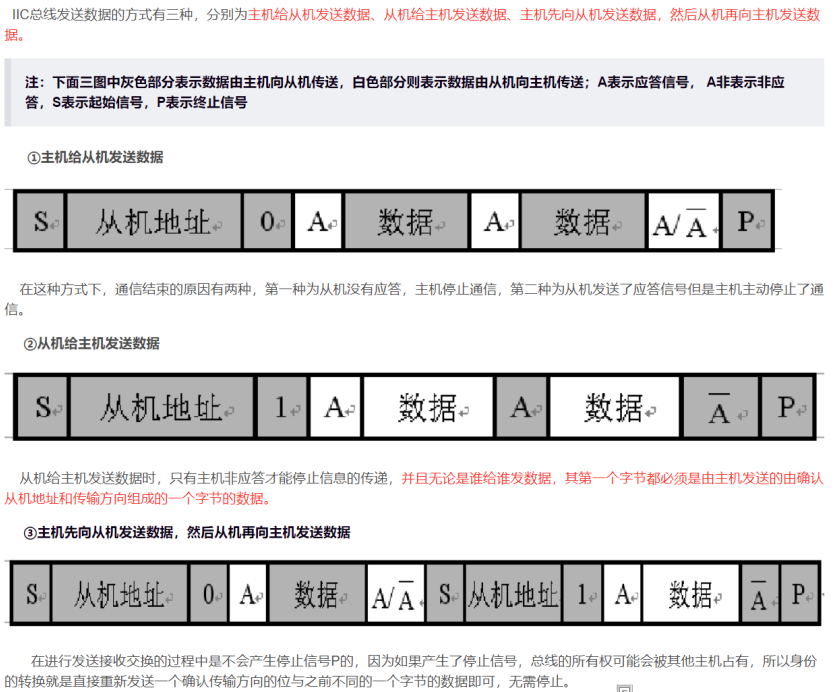 IIC总线发送数据的方式有三种，分别为主机给从机发送数据、从机给主机发送数据、主机先向从机发送数据，然后从机再向主机发送数
据。
注：下面三图中灰色部分表示数据由主机向从机传送，白色部分则表示数据由从机向主机传送；A表示应答信号， A非表示非应
答，S表示起始信号，P表示终止信号
①主机给从机发送数据
S 从机地址 0 A 数据 A 数据 A/A̅ P
在这种方式下，通信结束的原因有两种，第一种为从机没有应答，主机停止通信，第二种为从机发送了应答信号但是主机主动停止了通
信。
②从机给主机发送数据
S 从机地址 1 A 数据 A 数据 A̅ P
从机给主机发送数据时，只有主机非应答才能停止信息的传递，并且无论是谁给谁发数据，其第一个字节都必须是由主机发送的由确认
从机地址和传输方向组成的一个字节的数据。
③主机先向从机发送数据，然后从机再向主机发送数据
S 从机地址 0 A 数据 A/A̅ S 从机地址 1 A 数据 A̅ P
在进行发送接收交换的过程中是不会产生停止信号P的，因为如果产生了停止信号，总线的所有权可能会被其他主机占有，所以身份
的转换就是直接重新发送一个确认传输方向的位与之前不同的一个字节的数据即可，无需停止。